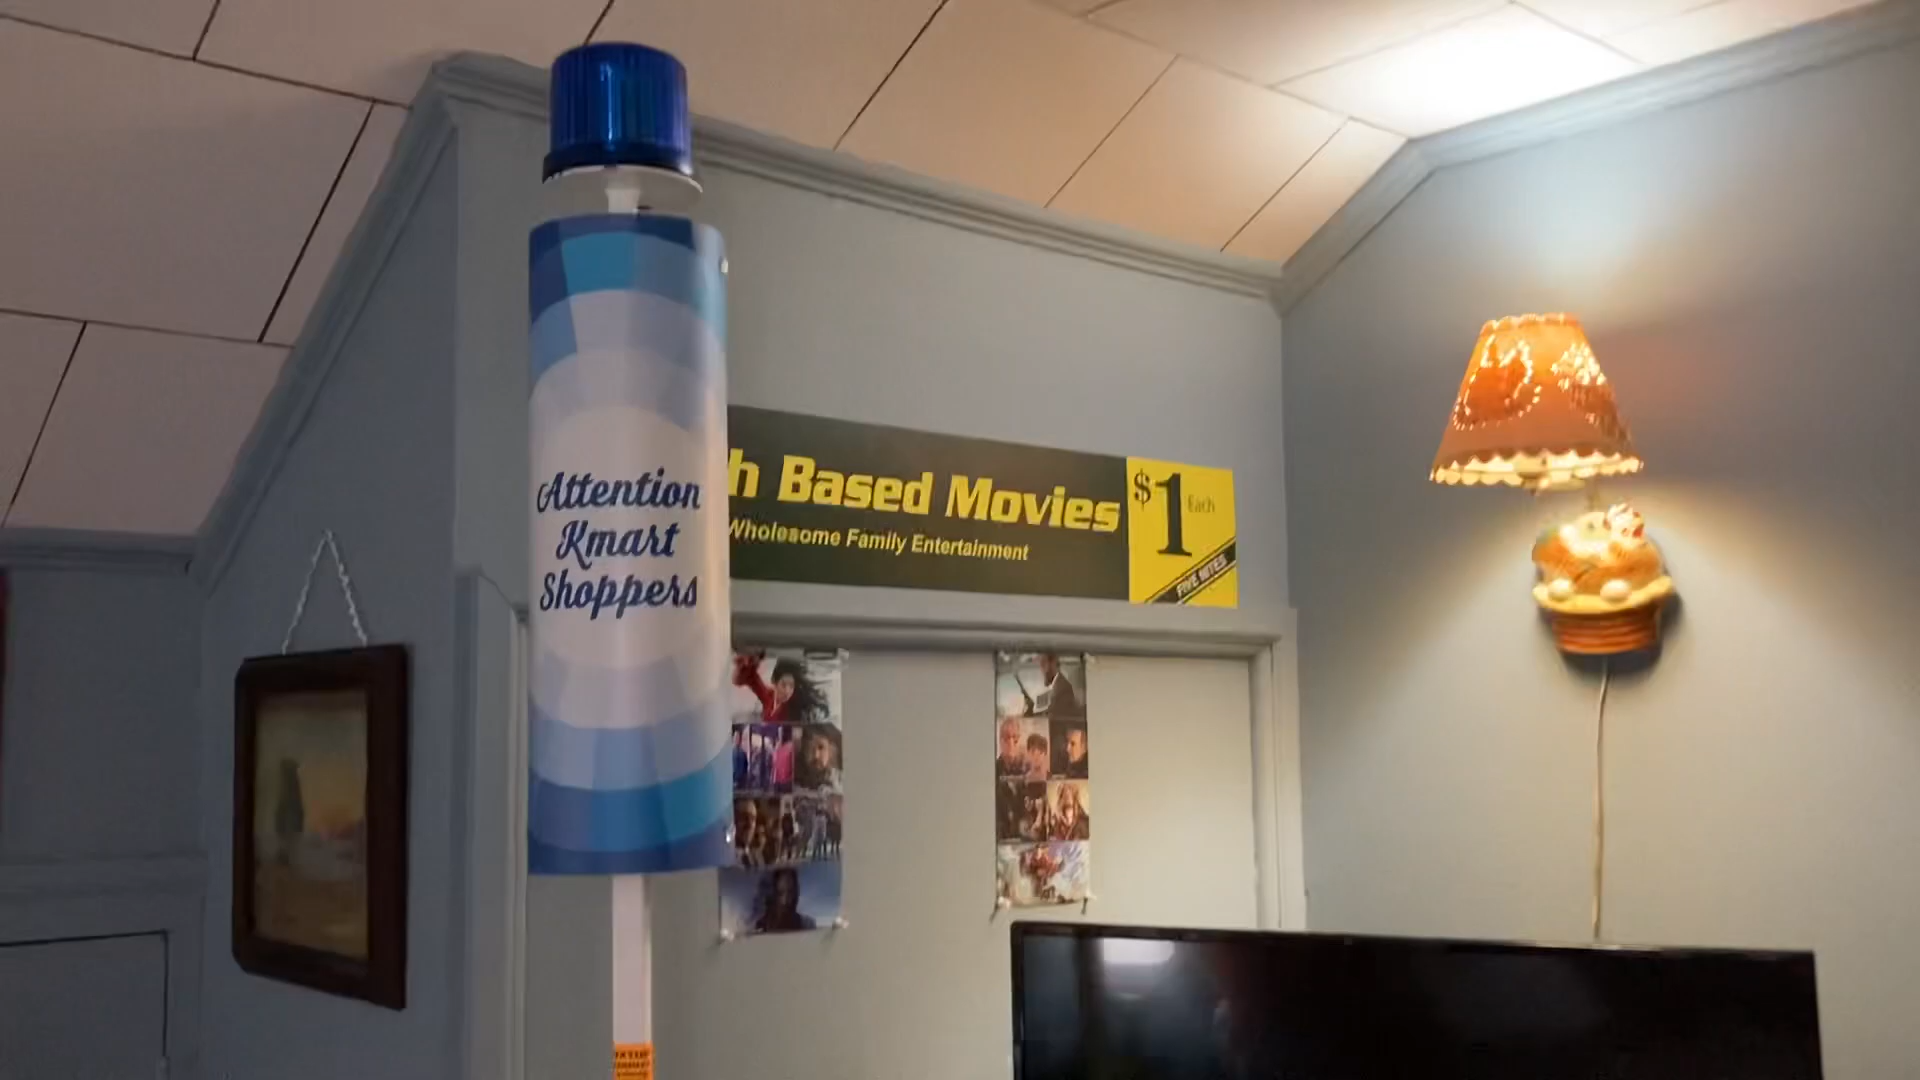 Attention
Kmart
Shoppers
h Based Movies
Wholesome Family Entertainment
$1 Each
FIVE NITES